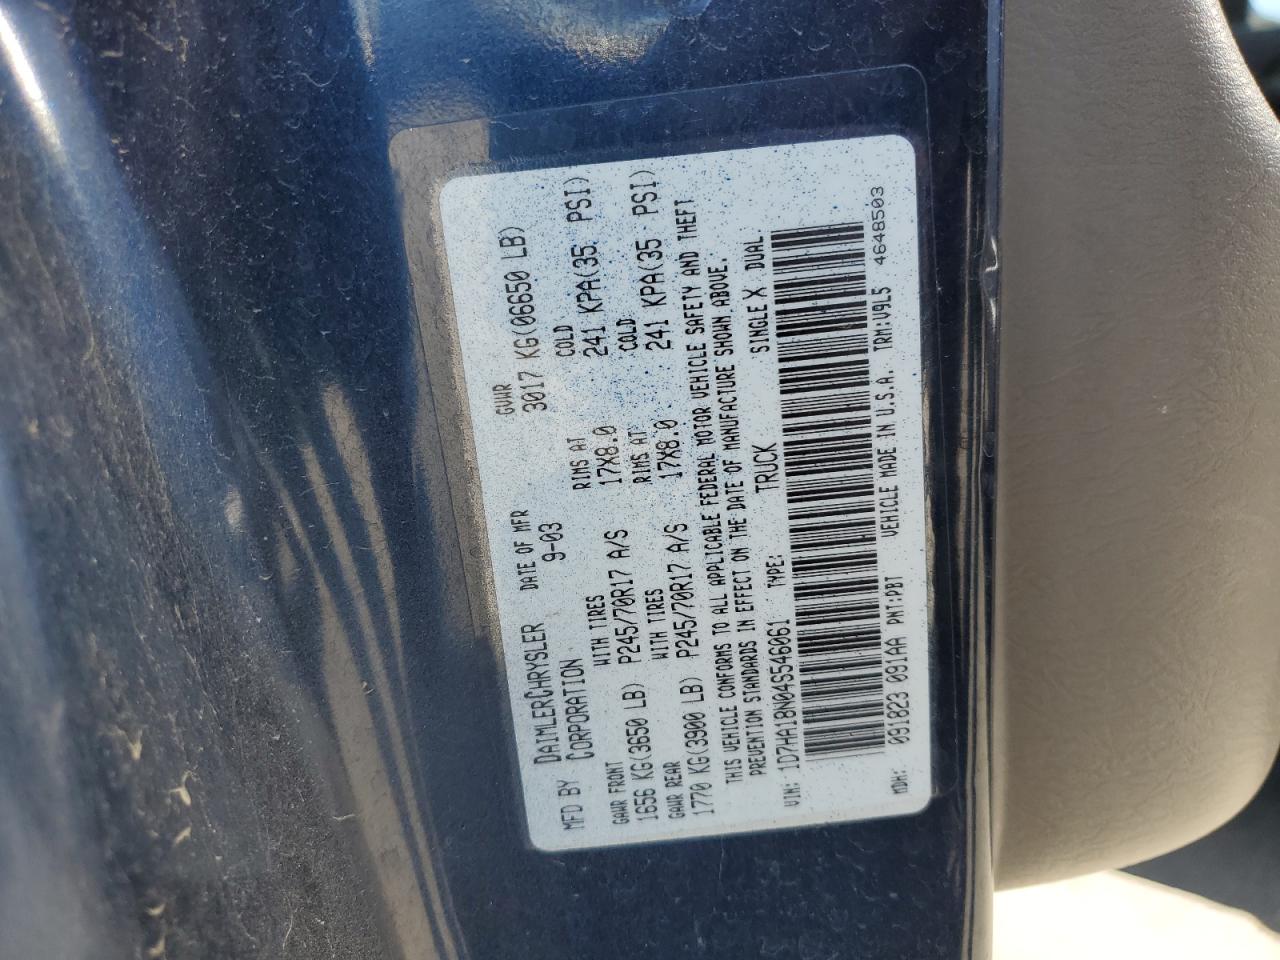 MFD BY DAIMLERCHRYSLER CORPORATION DATE OF MFR 9-03 GVWR 3017 KG(06650 LB)
GAWR FRONT WITH TIRES RIMS AT COLD
1656 KG(3650 LB) P245/70R17 A/S 17X8.0 241 KPA(35 PSI)
GAWR REAR WITH TIRES RIMS AT COLD
1770 KG(3900 LB) P245/70R17 A/S 17X8.0 241 KPA(35 PSI)
THIS VEHICLE CONFORMS TO ALL APPLICABLE FEDERAL MOTOR VEHICLE SAFETY AND THEFT
PREVENTION STANDARDS IN EFFECT ON THE DATE OF MANUFACTURE SHOWN ABOVE.
VIN: 1D7HA18N04S546061 TYPE: TRUCK SINGLE X DUAL
MDH: 091823 091AA PNT:PBT VEHICLE MADE IN U.S.A. TRM:V9L5 4648503